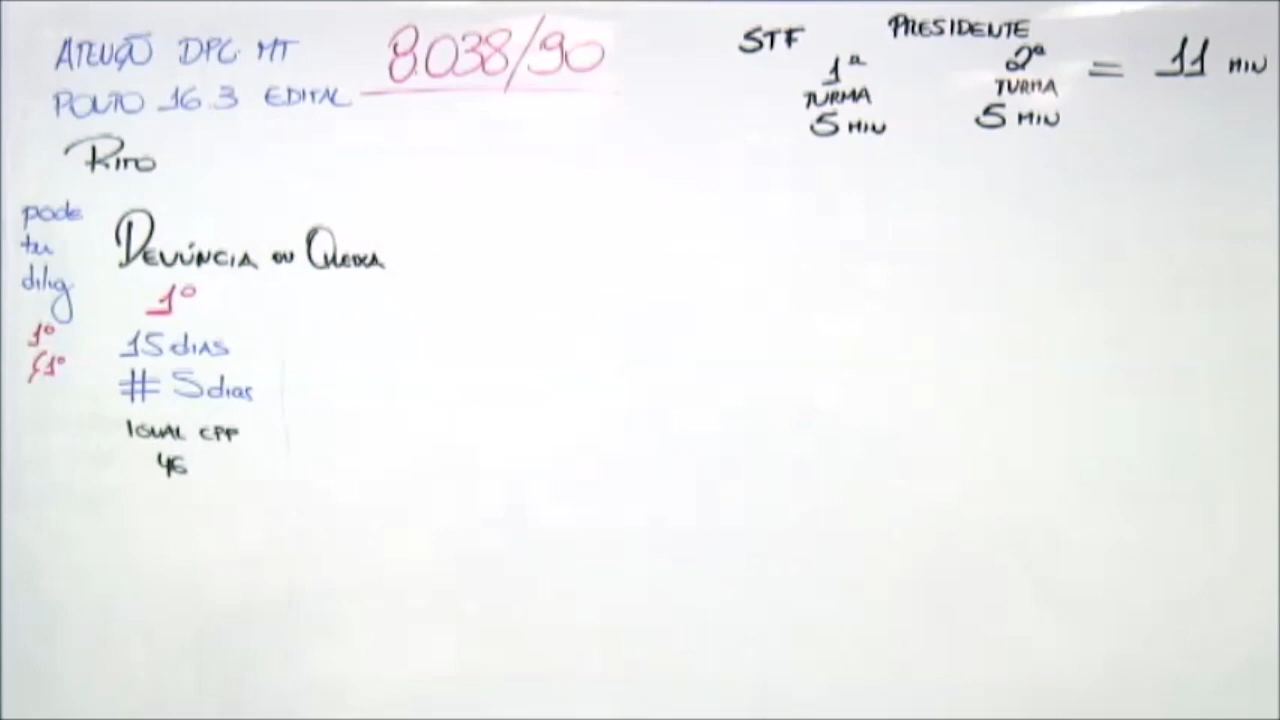 ATENÇÃO DPC MT
PONTO 16.3 EDITAL
8.038/90
STF
PRESIDENTE
1ª
TURMA
5 MIN
2ª
TURMA
5 MIN
= 11 MIN
RITO
pode
ter
dilig
1º
§1º
DENÚNCIA OU QUEIXA
1º
15 DIAS
# 5 dias
IGUAL CPP
46